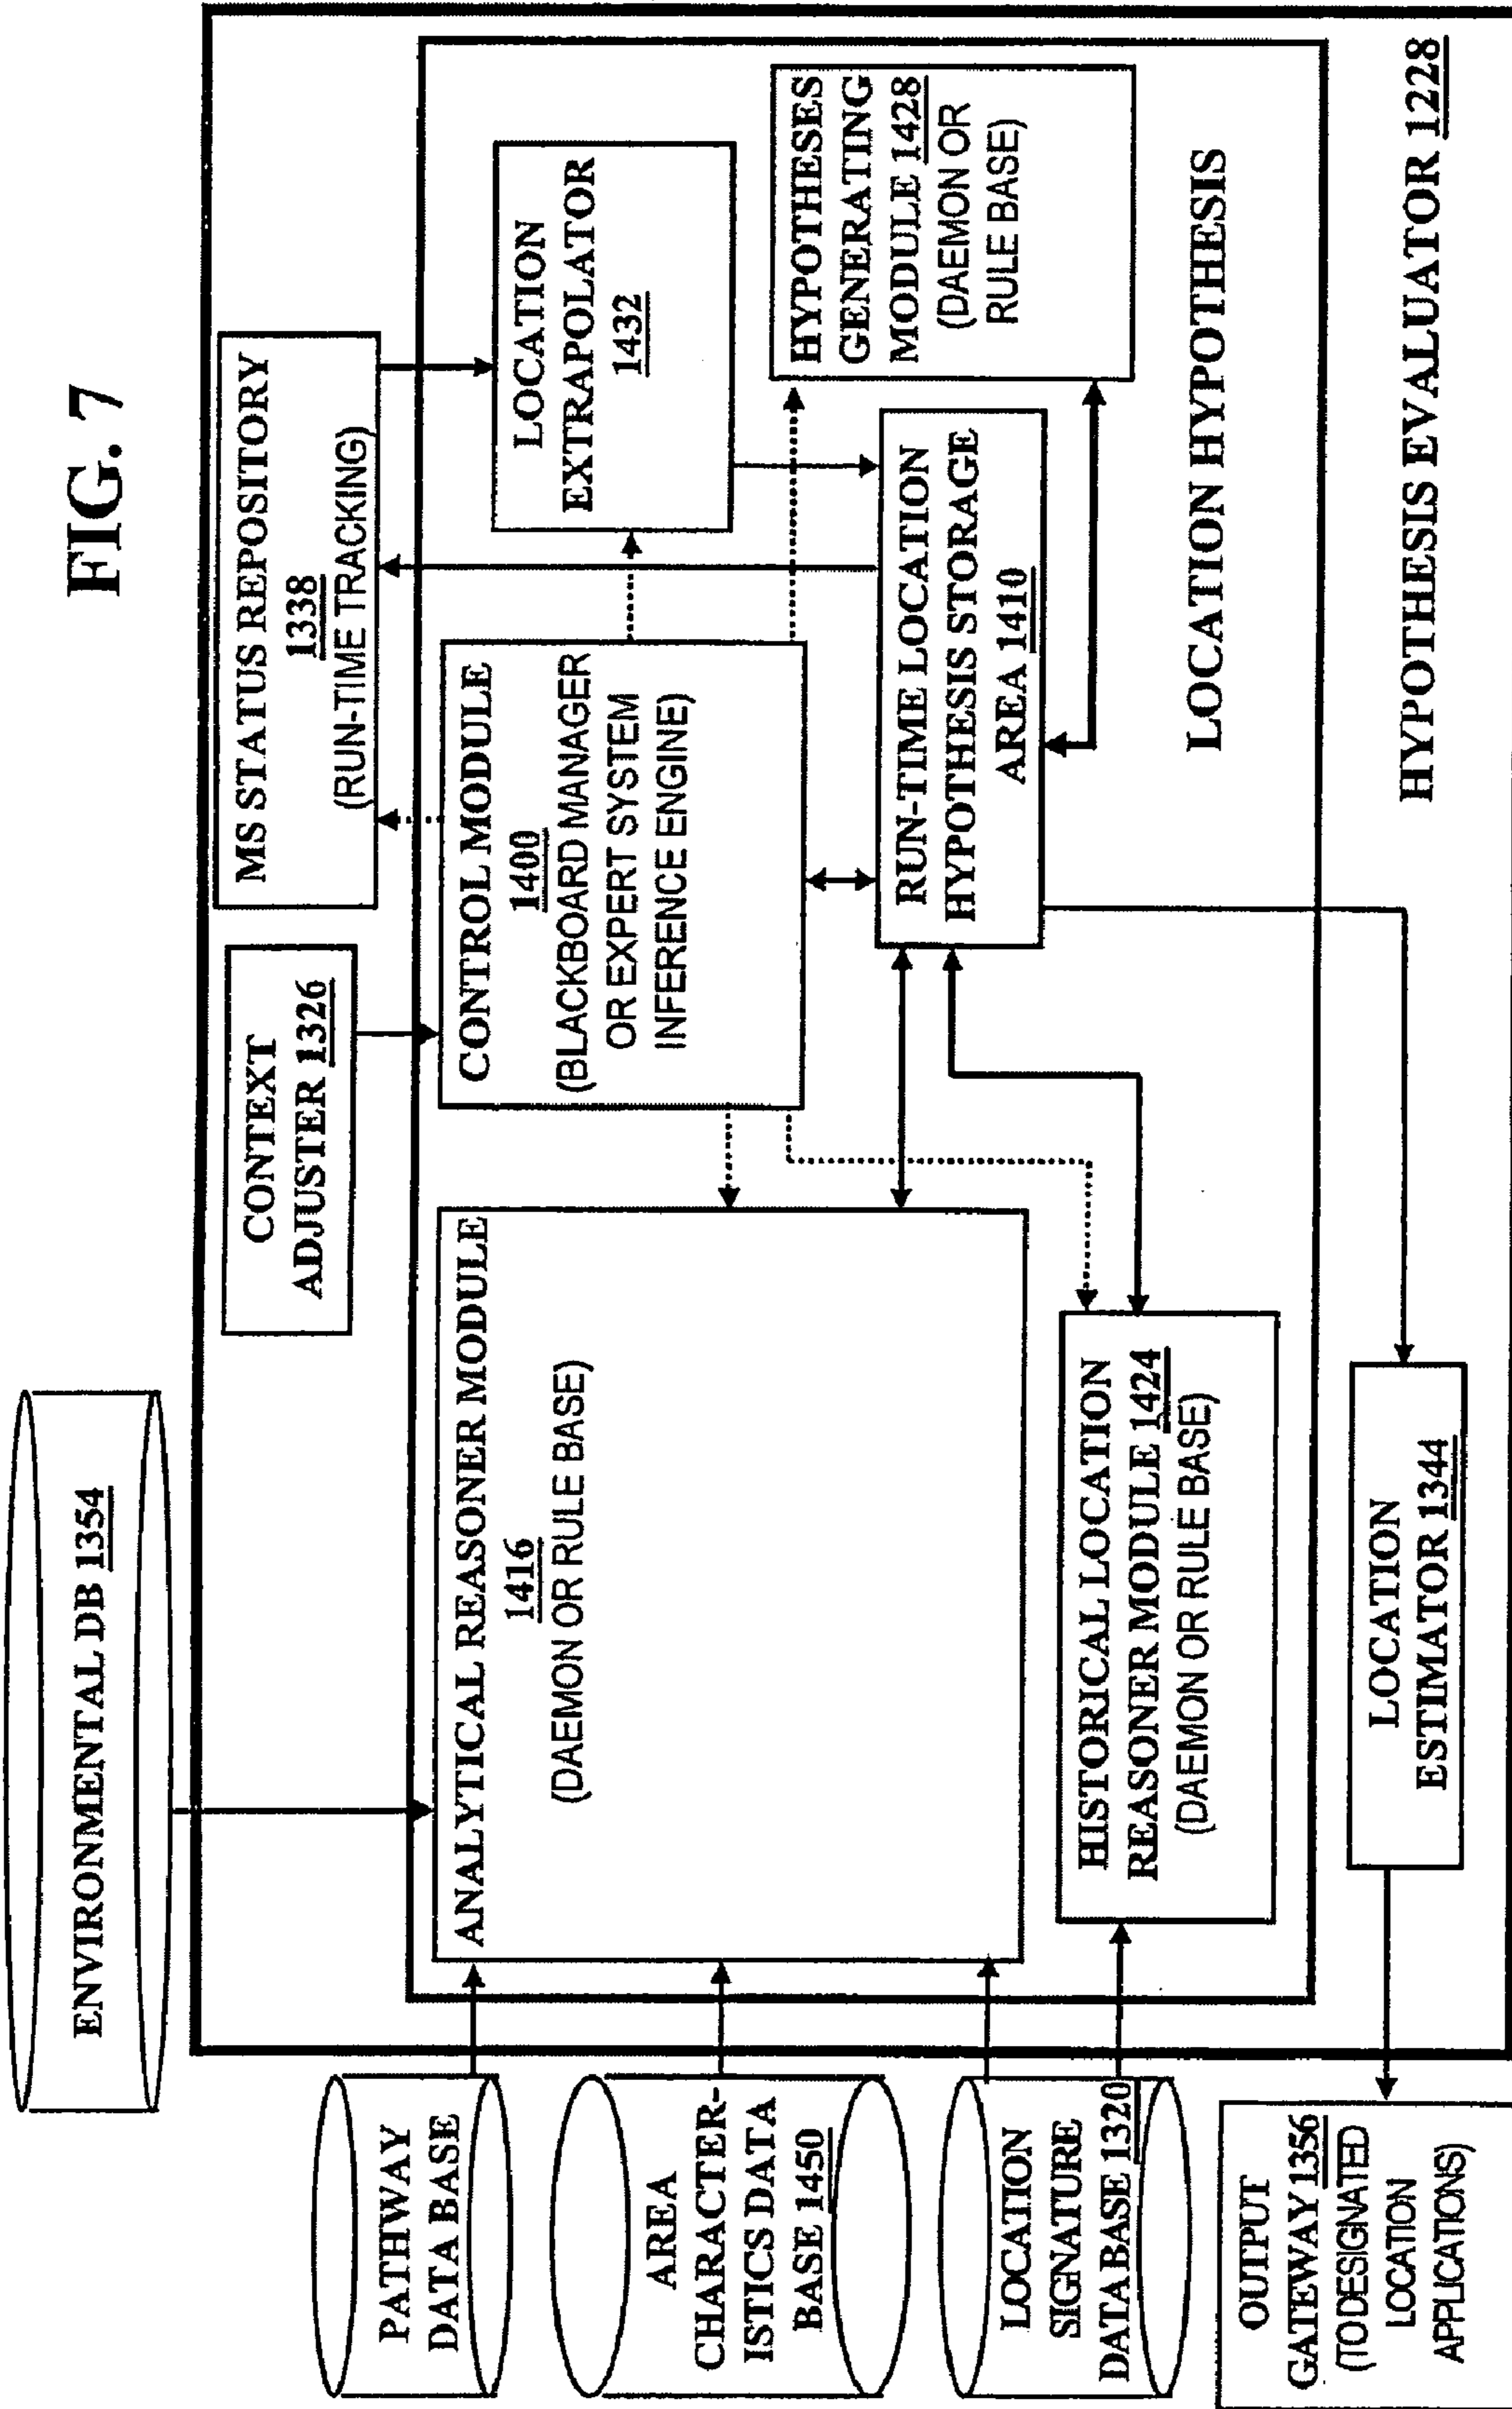 FIG. 7
ENVIRONMENTAL DB 1354
CONTEXT
ADJUSTER 1326
MS STATUS REPOSITORY
1338
(RUN-TIME TRACKING)
PATHWAY
DATA BASE
AREA
CHARACTER-
ISTICS DATA
BASE 1450
LOCATION
SIGNATURE
DATA BASE 1320
OUTPUT
GATEWAY 1356
(TO DESIGNATED
LOCATION
APPLICATIONS)
ANALYTICAL REASONER MODULE
1416
(DAEMON OR RULE BASE)
CONTROL MODULE
1400
(BLACKBOARD MANAGER
OR EXPERT SYSTEM
INFERENCE ENGINE)
LOCATION
EXTRAPOLATOR
1432
HYPOTHESES
GENERATING
MODULE 1428
(DAEMON OR
RULE BASE)
RUN-TIME LOCATION
HYPOTHESIS STORAGE
AREA 1410
HISTORICAL LOCATION
REASONER MODULE 1424
(DAEMON OR RULE BASE)
LOCATION HYPOTHESIS
LOCATION
ESTIMATOR 1344
HYPOTHESIS EVALUATOR 1228